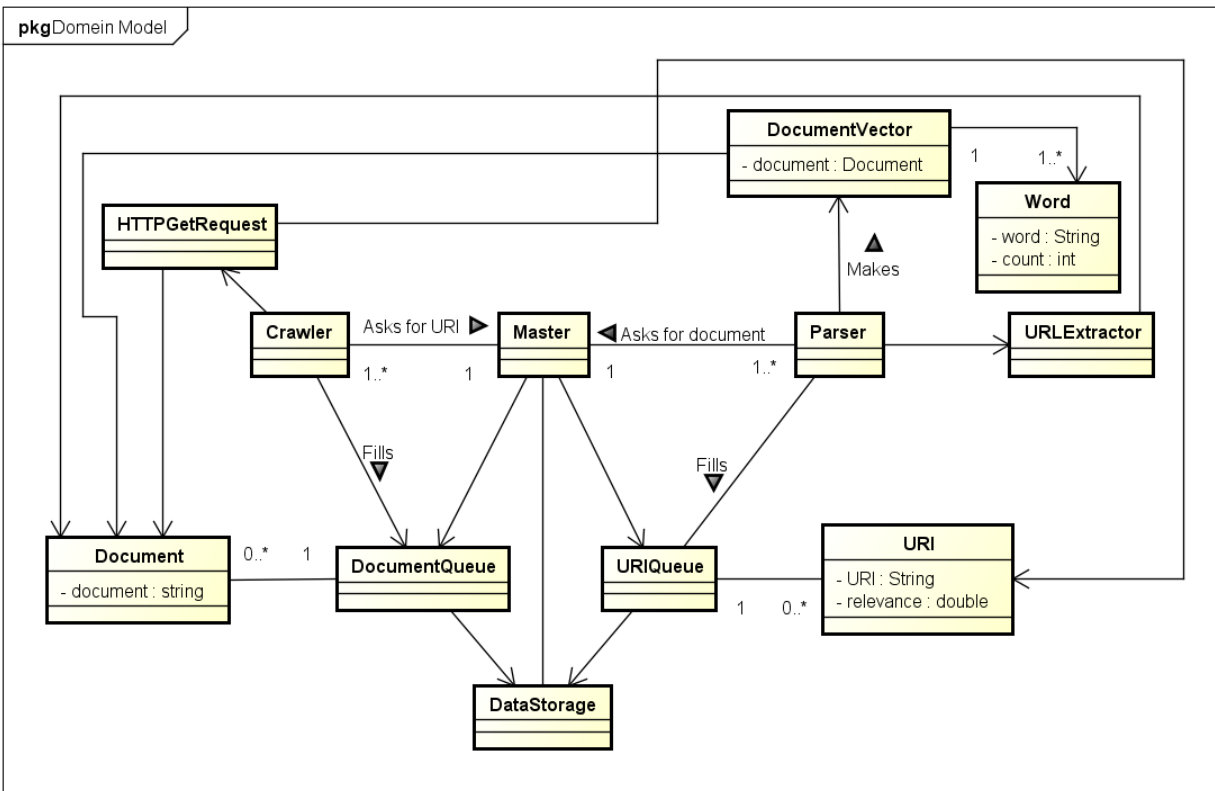 pkg Domein Model
DocumentVector
- document : Document
1
1..*
Word
- word : String
- count : int
HTTPGetRequest
Makes
Crawler
Asks for URI
Master
Asks for document
Parser
URLExtractor
1..*
1
1
1..*
Fills
Fills
Document
- document : string
0..*
1
DocumentQueue
URIQueue
1
0..*
URI
- URI : String
- relevance : double
DataStorage